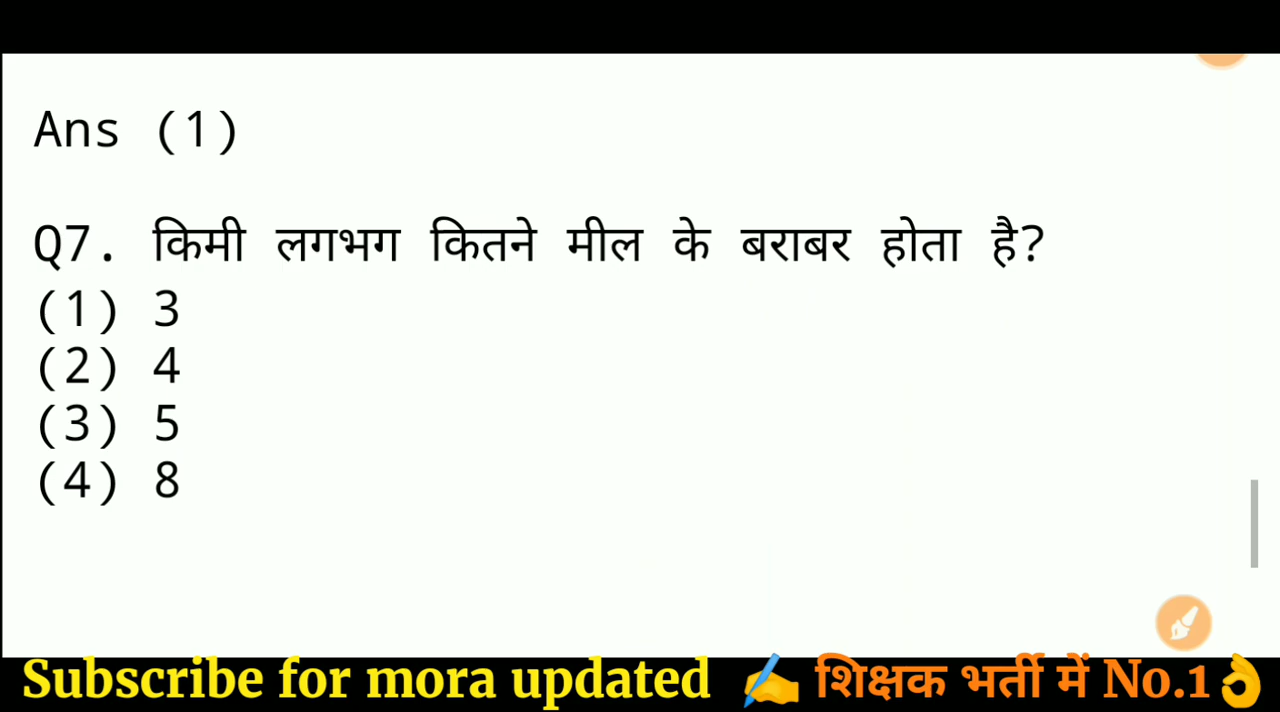 Ans (1)
Q7. किमी लगभग कितने मील के बराबर होता है?
(1) 3
(2) 4
(3) 5
(4) 8
Subscribe for mora updated ✍️ शिक्षक भर्ती में No.1👌